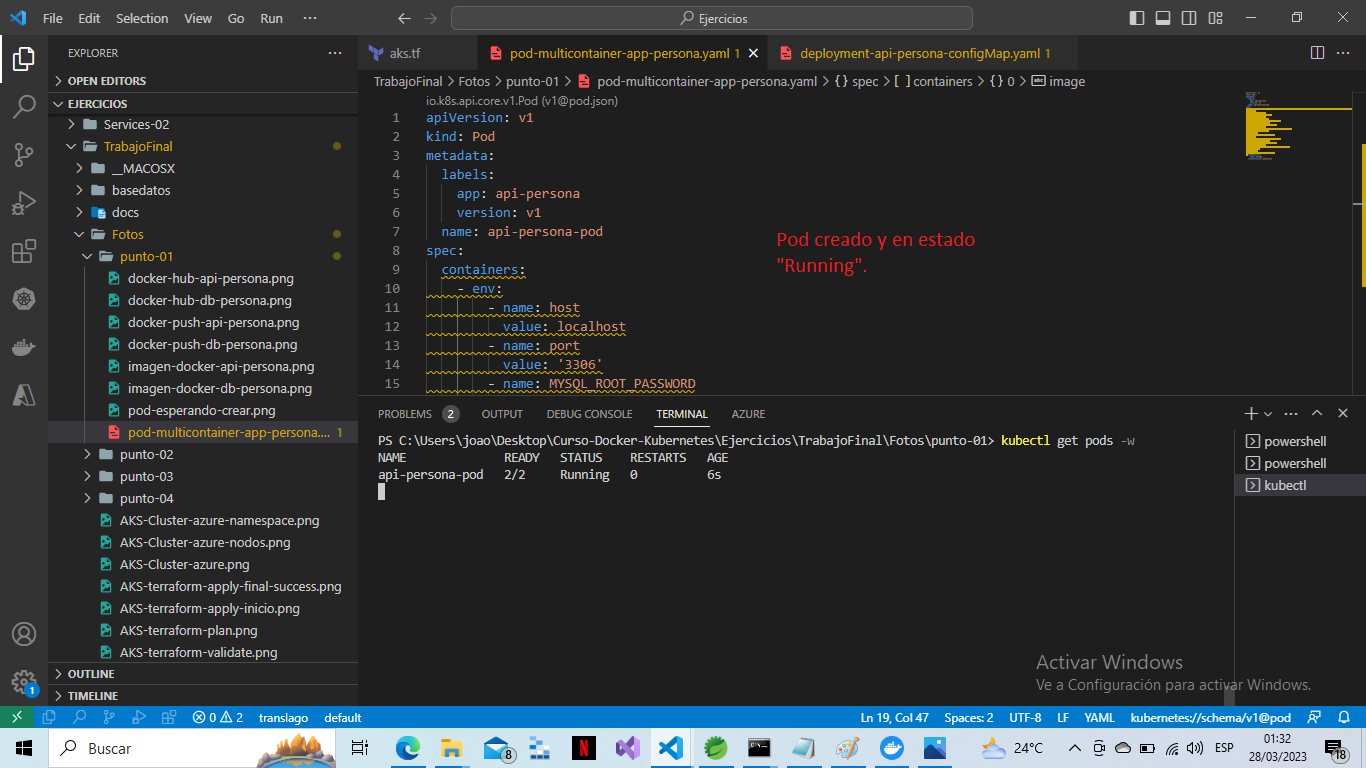 File Edit Selection View Go Run ···
Ejercicios
EXPLORER
OPEN EDITORS
EJERCICIOS
Services-02
TrabajoFinal
__MACOSX
basedatos
docs
Fotos
punto-01
docker-hub-api-persona.png
docker-hub-db-persona.png
docker-push-api-persona.png
docker-push-db-persona.png
imagen-docker-api-persona.png
imagen-docker-db-persona.png
pod-esperando-crear.png
pod-multicontainer-app-persona.... 1
punto-02
punto-03
punto-04
AKS-Cluster-azure-namespace.png
AKS-Cluster-azure-nodos.png
AKS-Cluster-azure.png
AKS-terraform-apply-final-success.png
AKS-terraform-apply-inicio.png
AKS-terraform-plan.png
AKS-terraform-validate.png
OUTLINE
TIMELINE
1
aks.tf pod-multicontainer-app-persona.yaml 1 deployment-api-persona-configMap.yaml 1
TrabajoFinal > Fotos > punto-01 > pod-multicontainer-app-persona.yaml > {} spec > [ ] containers > {} 0 > image
io.k8s.api.core.v1.Pod (v1@pod.json)
1 apiVersion: v1
2 kind: Pod
3 metadata:
4 labels:
5 app: api-persona
6 version: v1
7 name: api-persona-pod
8 spec:
9 containers:
10 - env:
11 - name: host
12 value: localhost
13 - name: port
14 value: '3306'
15 - name: MYSQL_ROOT_PASSWORD
Pod creado y en estado
"Running".
PROBLEMS 2 OUTPUT DEBUG CONSOLE TERMINAL AZURE
PS C:\Users\joao\Desktop\Curso-Docker-Kubernetes\Ejercicios\TrabajoFinal\Fotos\punto-01> kubectl get pods -w
NAME READY STATUS RESTARTS AGE
api-persona-pod 2/2 Running 0 6s
powershell
powershell
kubectl
Activar Windows
Ve a Configuración para activar Windows.
0 2 translago default Ln 19, Col 47 Spaces: 2 UTF-8 LF YAML kubernetes://schema/v1@pod
Buscar
8
N
24°C
ESP
01:32
28/03/2023
18